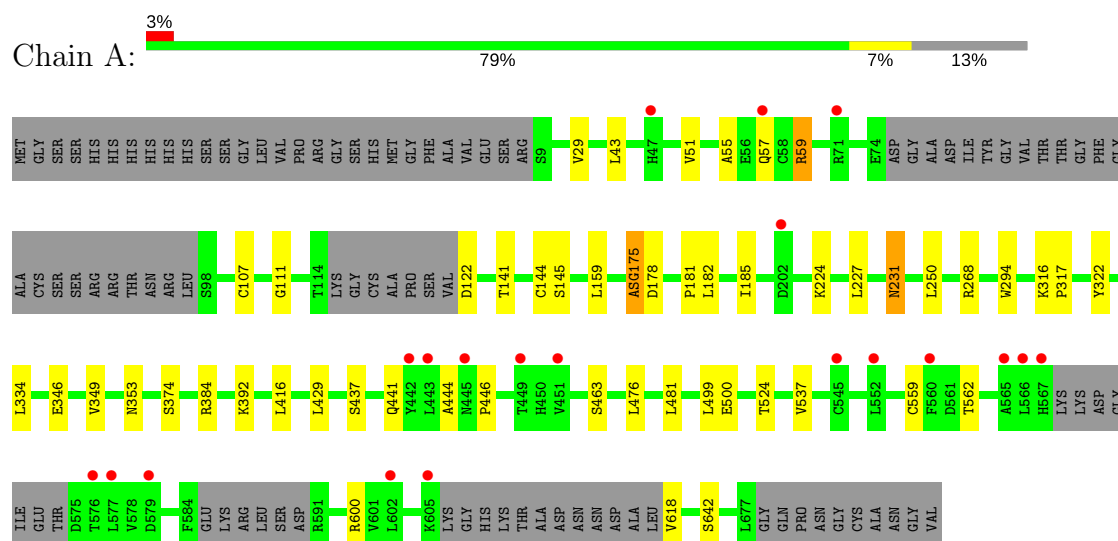 3%
Chain A:
79% 7% 13%
MET GLY SER SER HIS HIS HIS HIS HIS HIS SER SER GLY LEU VAL PRO ARG GLY SER HIS MET GLY PHE ALA VAL GLU SER ARG S9 V29 L43 H47 V51 A55 E56 Q57 C58 R59 R71 E74 ASP GLY ALA ASP ILE TYR GLY VAL THR THR GLY PHE GLY
ALA CYS SER SER ARG ARG THR ASN ARG LEU S98 C107 G111 T114 LYS GLY CYS ALA PRO SER VAL D122 T141 C144 S145 L159 ASG175 D178 P181 L182 I185 D202 K224 L227 N231 L250 R268 W294 K316 P317 Y322
L334 E346 V349 N353 S374 R384 K392 L416 L429 S437 Q441 Y442 L443 A444 N445 P446 T449 H450 V451 S463 L476 L481 L499 E500 T524 V537 C545 L552 C559 F560 D561 T562 A565 L566 H567 LYS LYS ASP GLY
ILE GLU THR D575 T576 L577 V578 D579 F584 GLU LYS ARG LEU SER ASP R591 R600 V601 L602 K605 LYS GLY HIS LYS THR ALA ASP ASN ASN ASP ALA LEU V618 S642 L677 GLY GLN PRO ASN GLY CYS ALA ASN GLY VAL